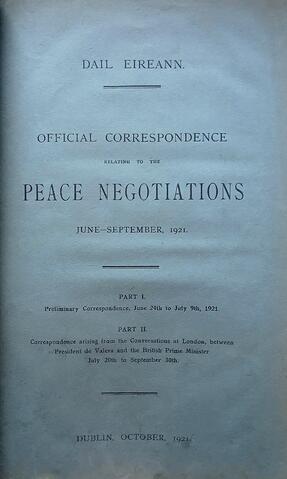 DAIL EIREANN.
OFFICIAL CORRESPONDENCE
RELATING TO THE
PEACE NEGOTIATIONS
JUNE—SEPTEMBER, 1921.
PART I.
Preliminary Correspondence, June 24th to July 9th, 1921.
PART II.
Correspondence arising from the Conversations at London, between
President de Valera and the British Prime Minister
July 20th to September 30th.
DUBLIN, OCTOBER, 1921.